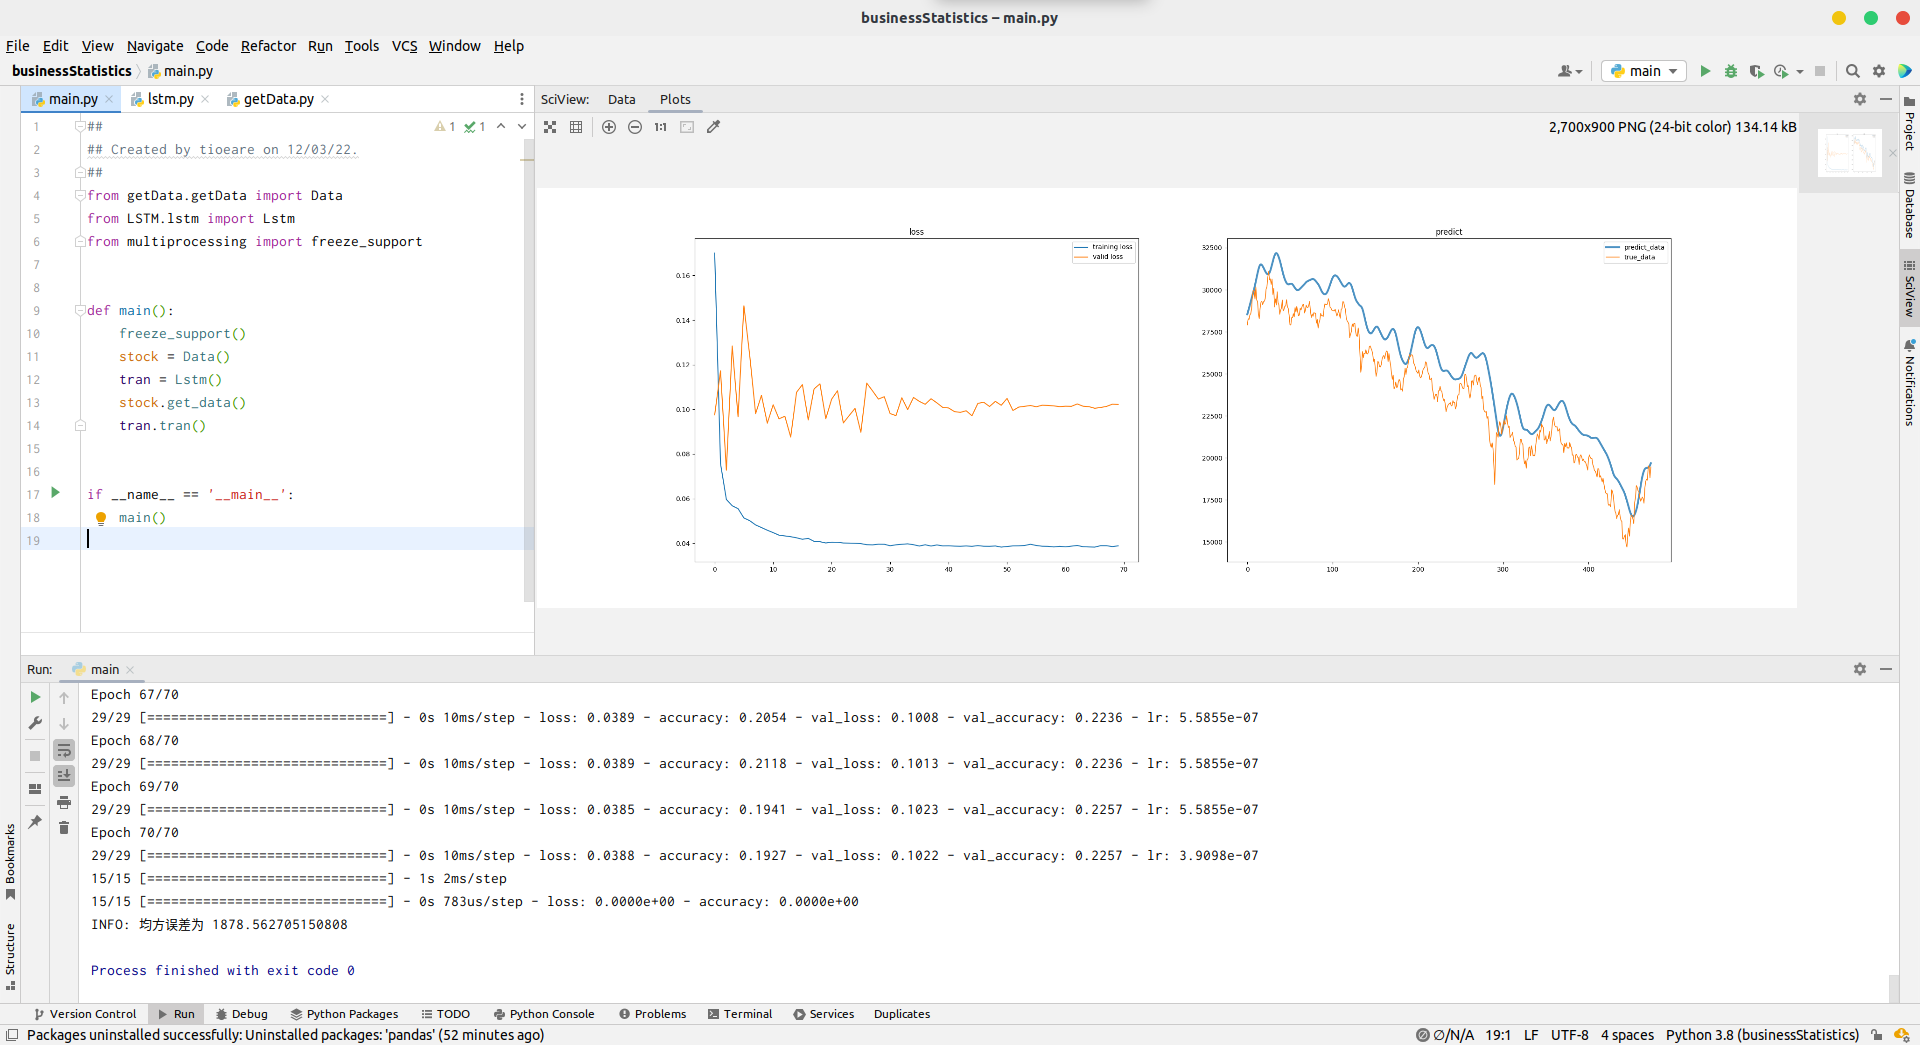 businessStatistics – main.py
File Edit View Navigate Code Refactor Run Tools VCS Window Help
businessStatistics main.py
main
main.py lstm.py getData.py
SciView: Data Plots
1:1
2,700x900 PNG (24-bit color) 134.14 kB
1 1
1 ##
2 ## Created by tioeare on 12/03/22.
3 ##
4 from getData.getData import Data
5 from LSTM.lstm import Lstm
6 from multiprocessing import freeze_support
7
8
9 def main():
10 freeze_support()
11 stock = Data()
12 tran = Lstm()
13 stock.get_data()
14 tran.tran()
15
16
17 if __name__ == '__main__':
18 main()
19
loss
training loss
valid loss
0.16
0.14
0.12
0.10
0.08
0.06
0.04
0 10 20 30 40 50 60 70
predict
predict_data
true_data
32500
30000
27500
25000
22500
20000
17500
15000
0 100 200 300 400
Project
Database
SciView
Notifications
Run: main
Epoch 67/70
29/29 [==============================] - 0s 10ms/step - loss: 0.0389 - accuracy: 0.2054 - val_loss: 0.1008 - val_accuracy: 0.2236 - lr: 5.5855e-07
Epoch 68/70
29/29 [==============================] - 0s 10ms/step - loss: 0.0389 - accuracy: 0.2118 - val_loss: 0.1013 - val_accuracy: 0.2236 - lr: 5.5855e-07
Epoch 69/70
29/29 [==============================] - 0s 10ms/step - loss: 0.0385 - accuracy: 0.1941 - val_loss: 0.1023 - val_accuracy: 0.2257 - lr: 5.5855e-07
Epoch 70/70
29/29 [==============================] - 0s 10ms/step - loss: 0.0388 - accuracy: 0.1927 - val_loss: 0.1022 - val_accuracy: 0.2257 - lr: 3.9098e-07
15/15 [==============================] - 1s 2ms/step
15/15 [==============================] - 0s 783us/step - loss: 0.0000e+00 - accuracy: 0.0000e+00
INFO: 均方误差为 1878.562705150808
Process finished with exit code 0
Bookmarks
Structure
Version Control Run Debug Python Packages TODO Python Console Problems Terminal Services Duplicates
Packages uninstalled successfully: Uninstalled packages: 'pandas' (52 minutes ago)
∅/N/A 19:1 LF UTF-8 4 spaces Python 3.8 (businessStatistics)